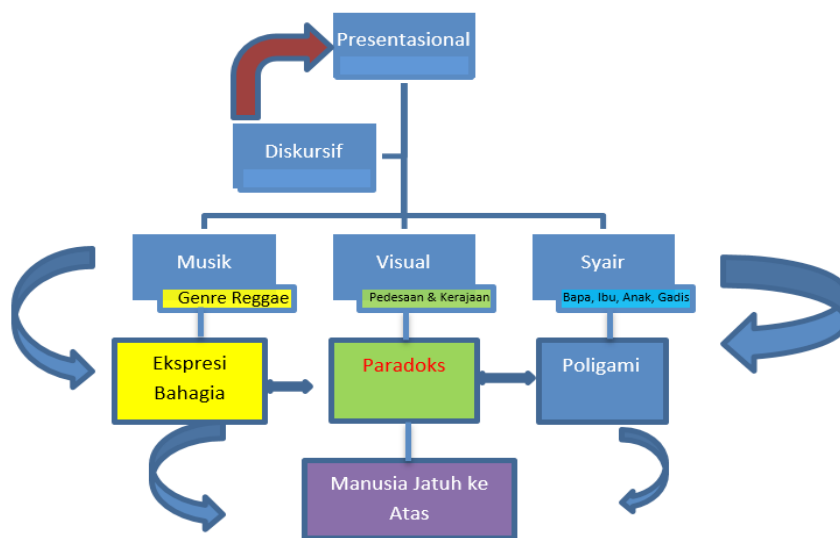 Presentasional
Diskursif
Musik
Visual
Syair
Genre Reggae
Pedesaan & Kerajaan
Bapa, Ibu, Anak, Gadis
Ekspresi
Bahagia
Paradoks
Poligami
Manusia Jatuh ke
Atas